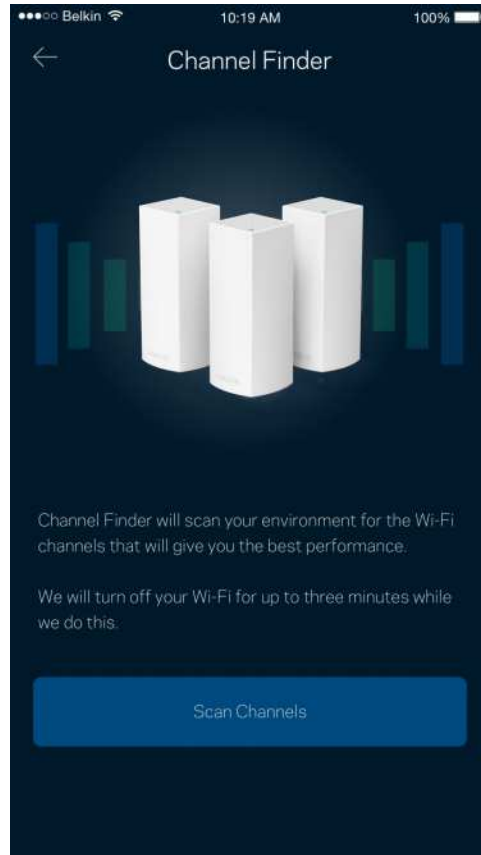 Belkin 10:19 AM 100%
Channel Finder
Channel Finder will scan your environment for the Wi-Fi
channels that will give you the best performance.
We will turn off your Wi-Fi for up to three minutes while
we do this.
Scan Channels